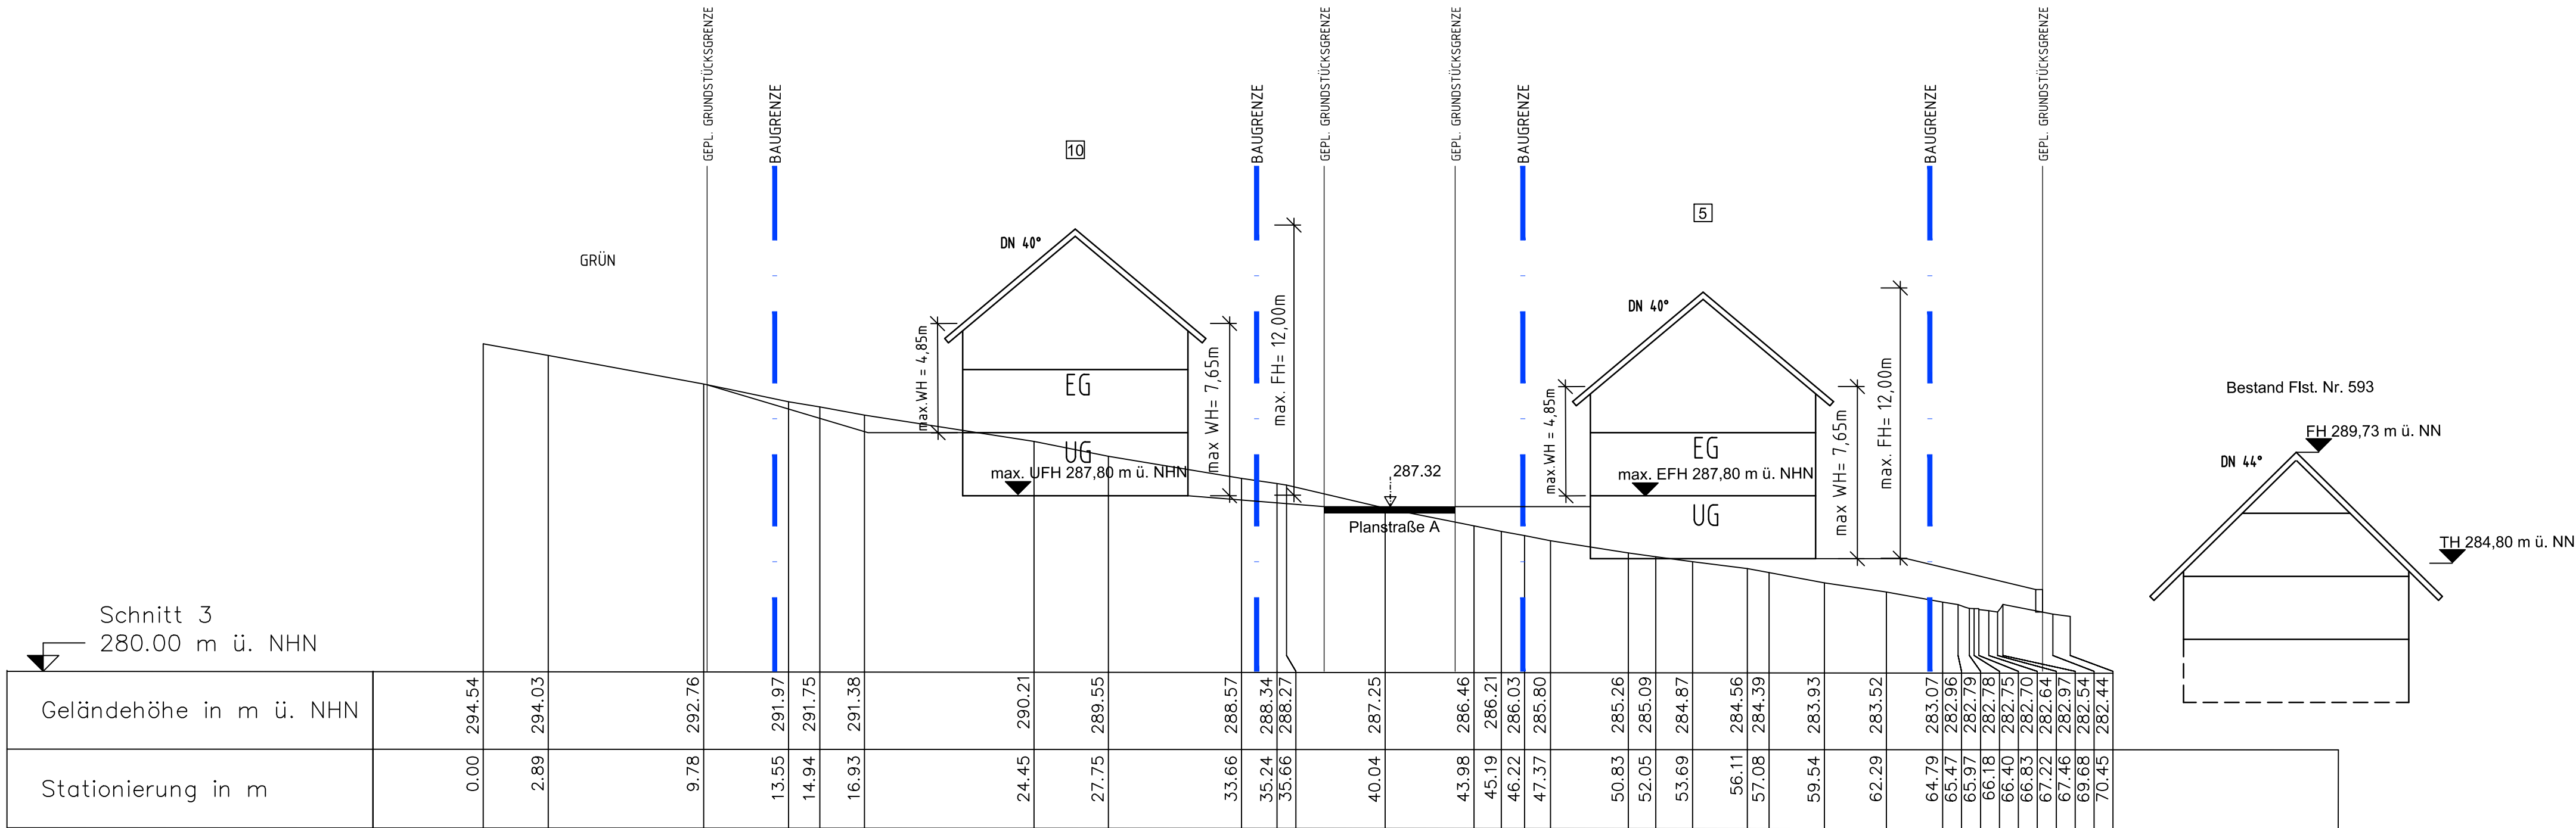 GEPL. GRUNDSTÜCKSGRENZE
BAUGRENZE
BAUGRENZE
GEPL. GRUNDSTÜCKSGRENZE
GEPL. GRUNDSTÜCKSGRENZE
BAUGRENZE
BAUGRENZE
GEPL. GRUNDSTÜCKSGRENZE
GRÜN
10
DN 40°
max.WH = 4,85m
EG
UG
max. UFH 287,80 m ü. NHN
max WH= 7,65m
max. FH= 12,00m
287.32
Planstraße A
5
DN 40°
max.WH = 4,85m
EG
max. EFH 287,80 m ü. NHN
UG
max WH= 7,65m
max. FH= 12,00m
Bestand Flst. Nr. 593
FH 289,73 m ü. NN
DN 44°
TH 284,80 m ü. NN
Schnitt 3
280.00 m ü. NHN
Geländehöhe in m ü. NHN
294.54
294.03
292.76
291.97
291.75
291.38
290.21
289.55
288.57
288.34
288.27
287.25
286.46
286.21
286.03
285.80
285.26
285.09
284.87
284.56
284.39
283.93
283.52
283.07
282.96
282.79
282.78
282.75
282.70
282.64
282.97
282.54
282.44
Stationierung in m
0.00
2.89
9.78
13.55
14.94
16.93
24.45
27.75
33.66
35.24
35.66
40.04
43.98
45.19
46.22
47.37
50.83
52.05
53.69
56.11
57.08
59.54
62.29
64.79
65.47
65.97
66.18
66.40
66.83
67.22
67.46
69.68
70.45